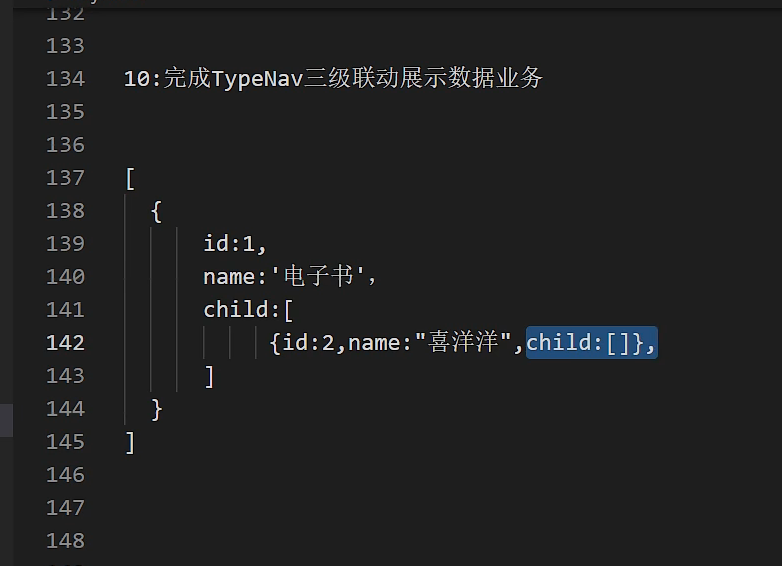 132
133
134 10:完成TypeNav三级联动展示数据业务
135
136
137 [
138 {
139 id:1,
140 name:'电子书',
141 child:[
142 {id:2,name:"喜洋洋",child:[]},
143 ]
144 }
145 ]
146
147
148